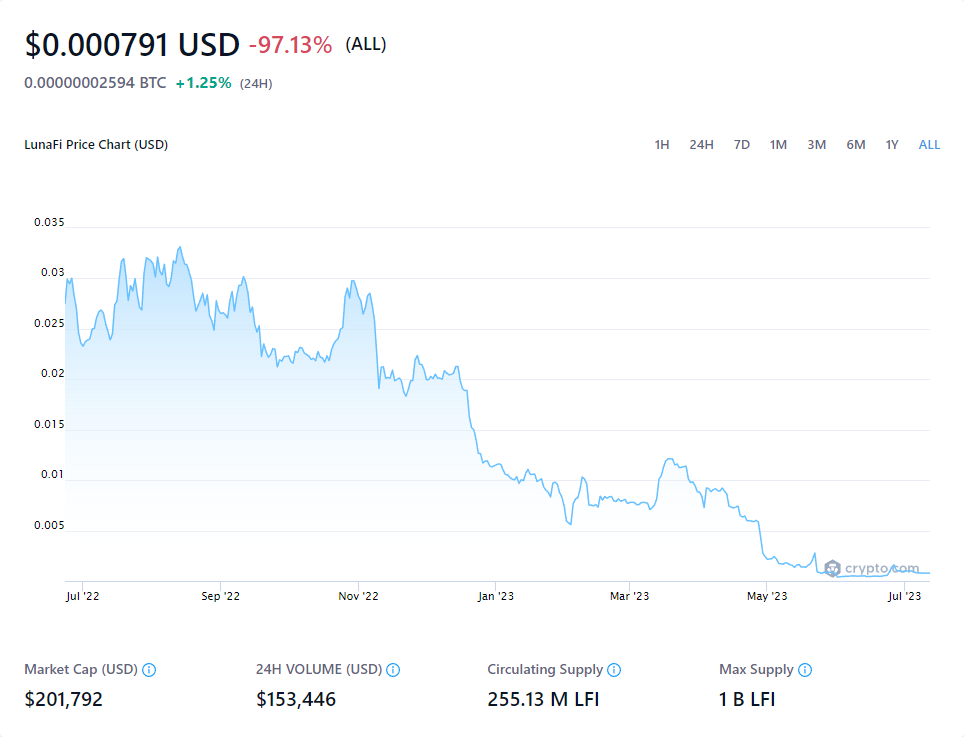 $0.000791 USD -97.13% (ALL)
0.00000002594 BTC +1.25% (24H)
LunaFi Price Chart (USD) 1H 24H 7D 1M 3M 6M 1Y ALL
0.035
0.03
0.025
0.02
0.015
0.01
0.005
crypto.com
Jul '22 Sep '22 Nov '22 Jan '23 Mar '23 May '23 Jul '23
Market Cap (USD) 24H VOLUME (USD) Circulating Supply Max Supply
$201,792 $153,446 255.13 M LFI 1 B LFI